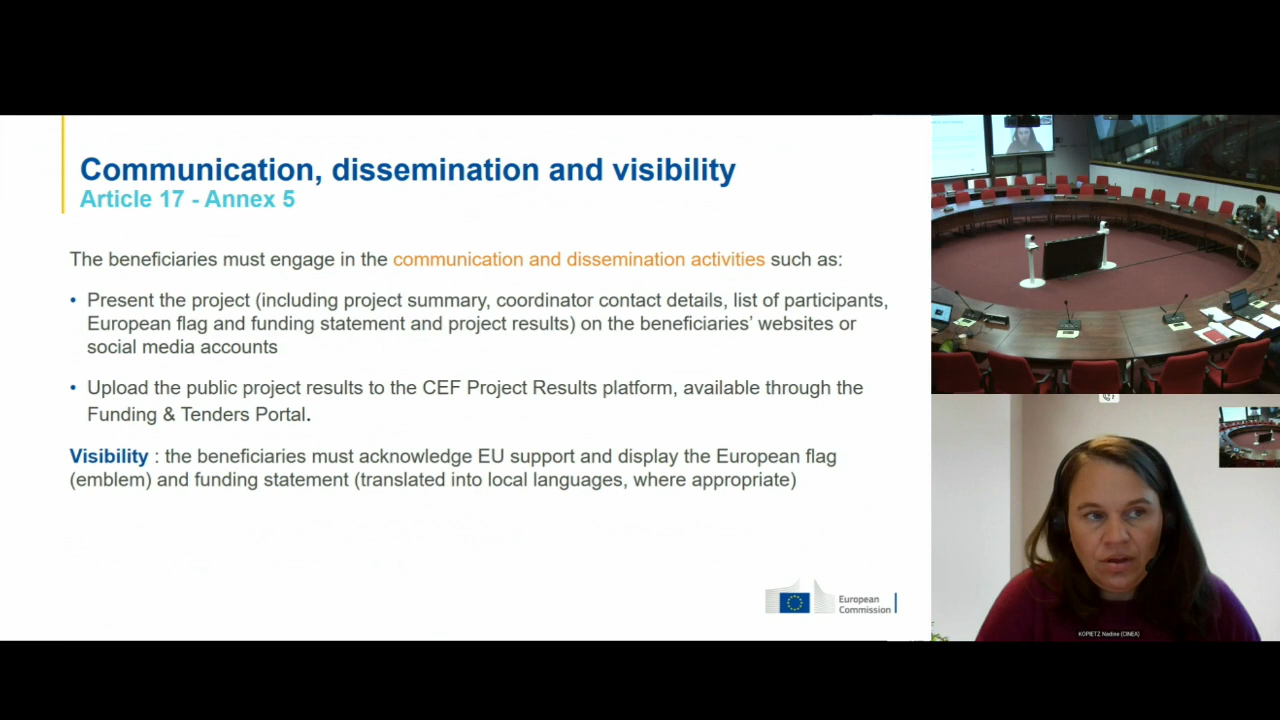 Communication, dissemination and visibility
Article 17 - Annex 5
The beneficiaries must engage in the communication and dissemination activities such as:
• Present the project (including project summary, coordinator contact details, list of participants,
European flag and funding statement and project results) on the beneficiaries’ websites or
social media accounts
• Upload the public project results to the CEF Project Results platform, available through the
Funding & Tenders Portal.
Visibility : the beneficiaries must acknowledge EU support and display the European flag
(emblem) and funding statement (translated into local languages, where appropriate)
European
Commission
KOPIETZ Nadine (CINEA)